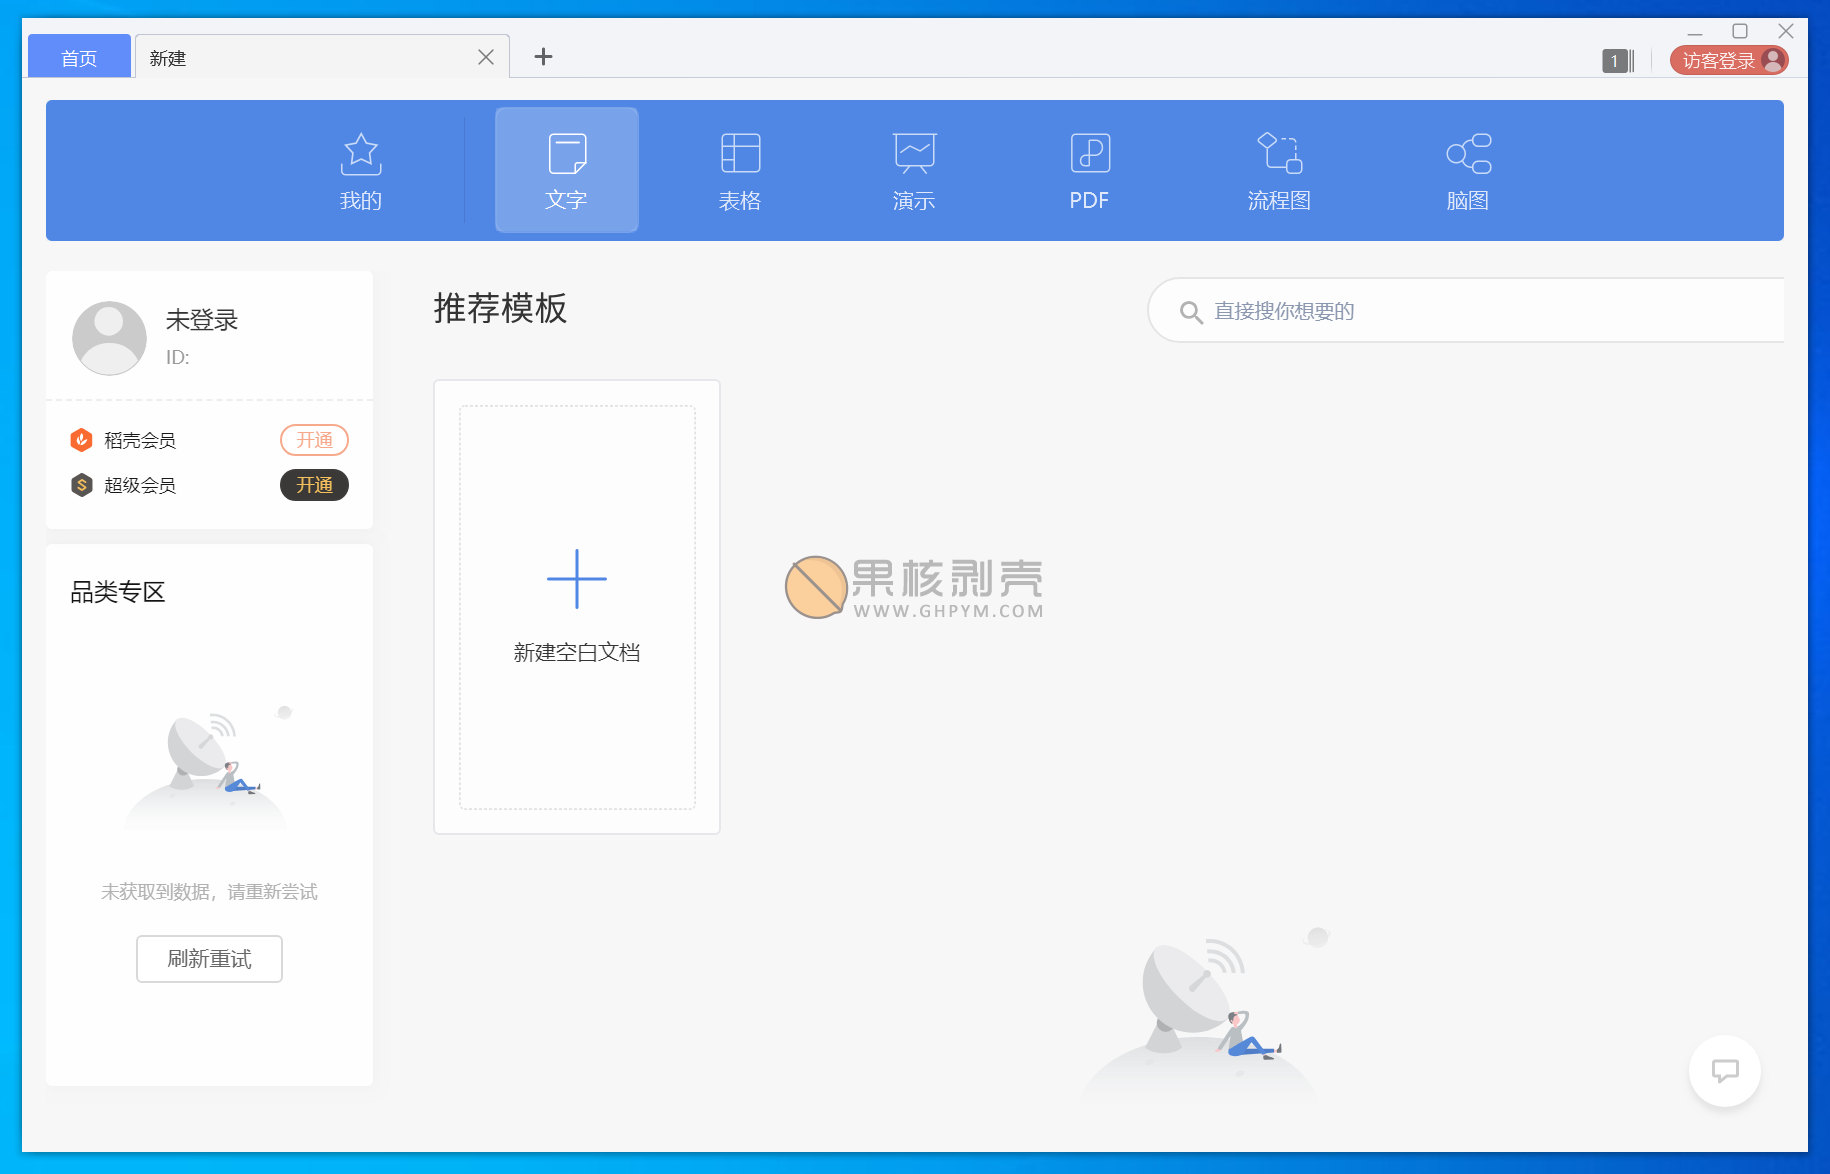 首页
新建
1
访客登录
我的
文字
表格
演示
PDF
流程图
脑图
未登录
ID:
稻壳会员
开通
超级会员
开通
品类专区
未获取到数据，请重新尝试
刷新重试
推荐模板
直接搜你想要的
新建空白文档
果核剥壳
WWW.GHPYM.COM